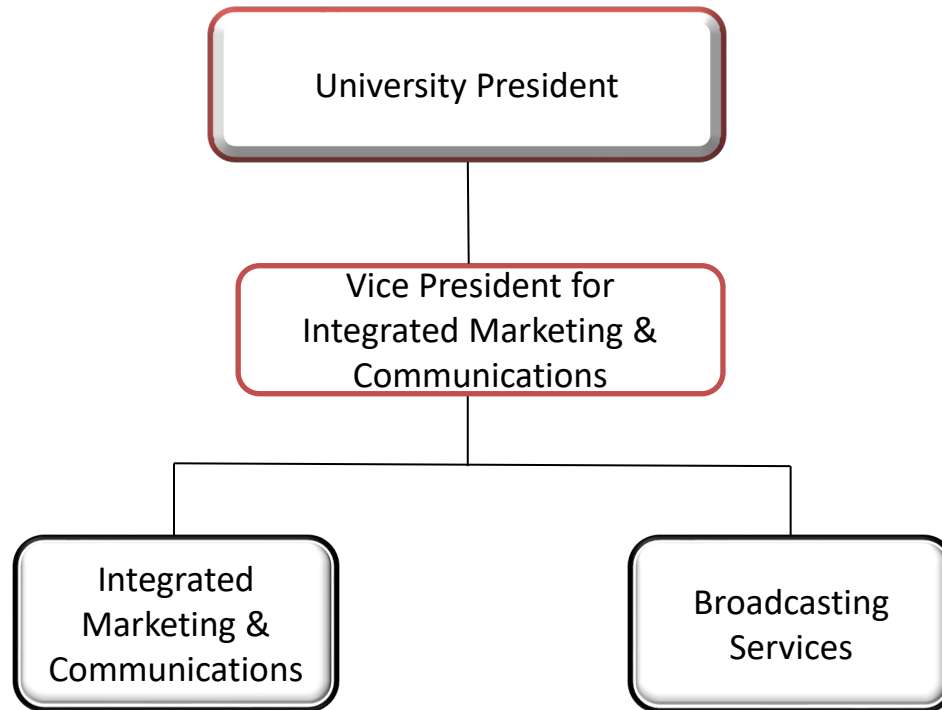 University President
Vice President for
Integrated Marketing &
Communications
Integrated
Marketing &
Communications
Broadcasting
Services